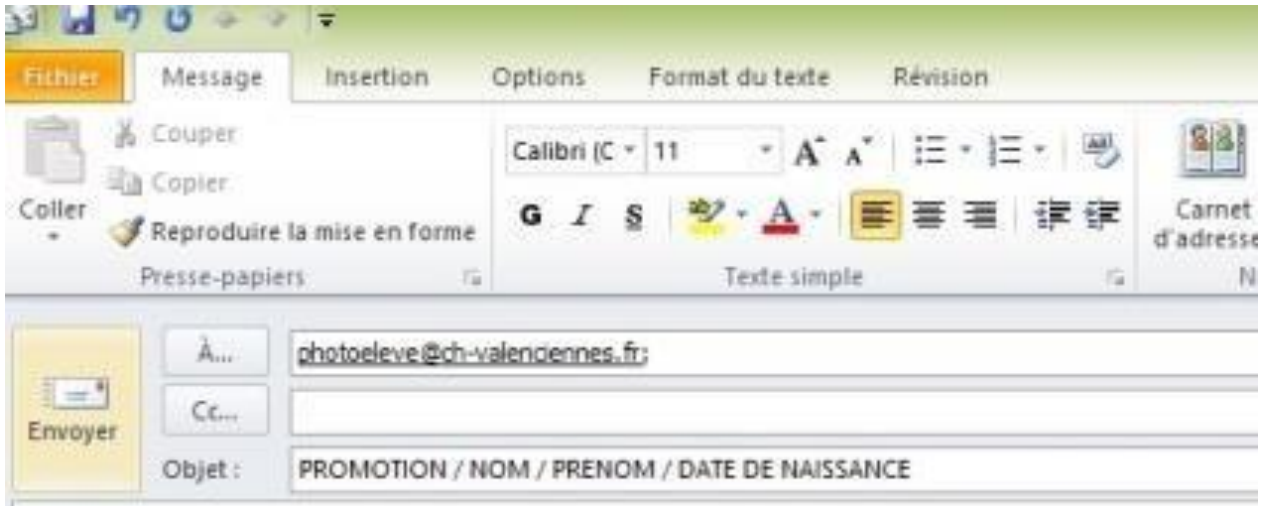 Fichier Message Insertion Options Format du texte Révision
Couper
Copier
Coller
Reproduire la mise en forme
Presse-papiers
Calibri (C 11 A A
G I S A
Texte simple
Carnet
d'adresse
N
À...
photoeleve@ch-valenciennes.fr;
Cc...
Envoyer
Objet :
PROMOTION / NOM / PRENOM / DATE DE NAISSANCE